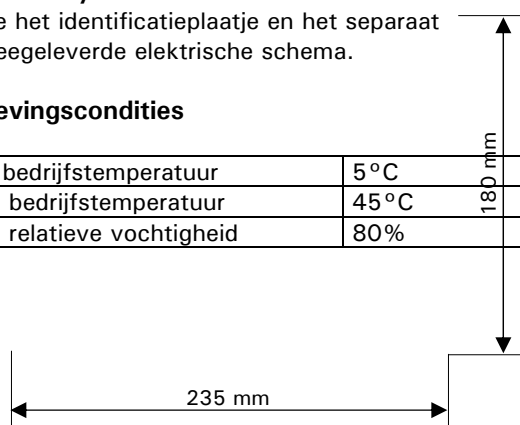 e het identificatieplaatje en het separaat
eegeleverde elektrische schema.
evingscondities
bedrijfstemperatuur 5°C
bedrijfstemperatuur 45°C
relatieve vochtigheid 80%
180 mm
235 mm